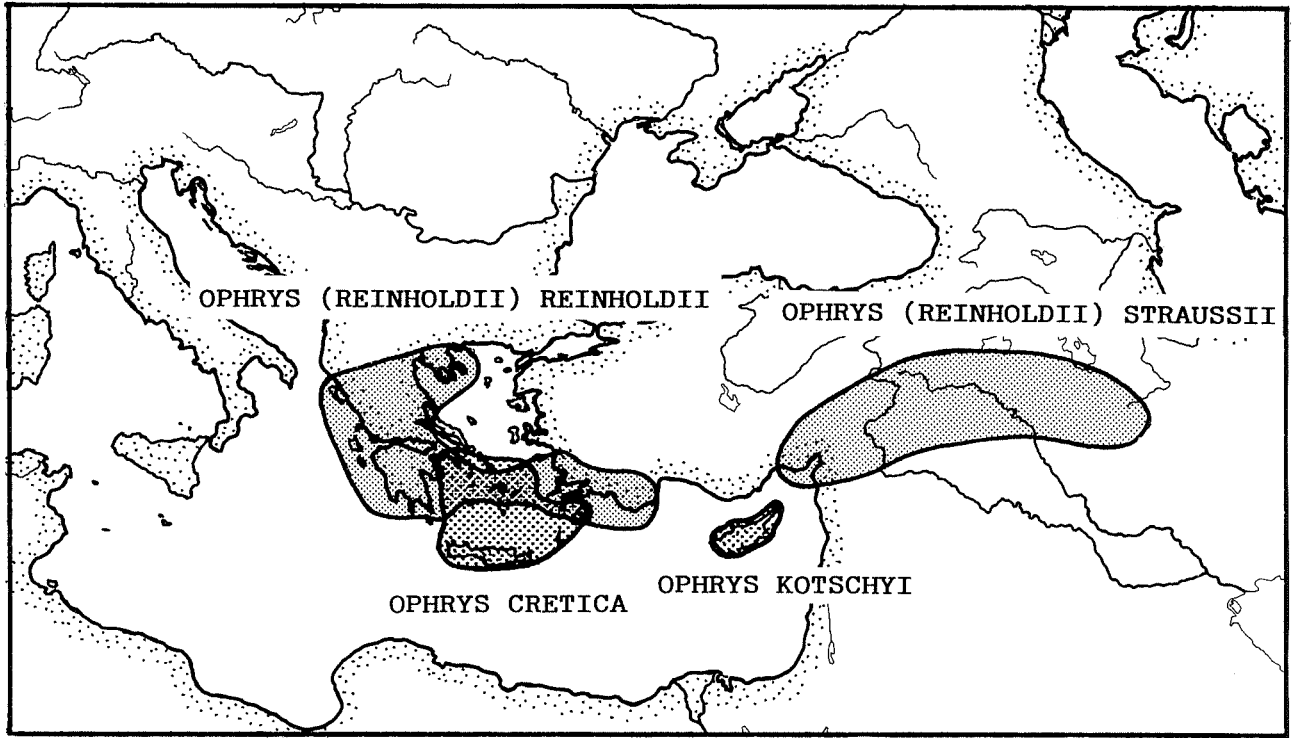 OPHRYS (REINHOLDII) REINHOLDII
OPHRYS (REINHOLDII) STRAUSSII
OPHRYS KOTSCHYI
OPHRYS CRETICA